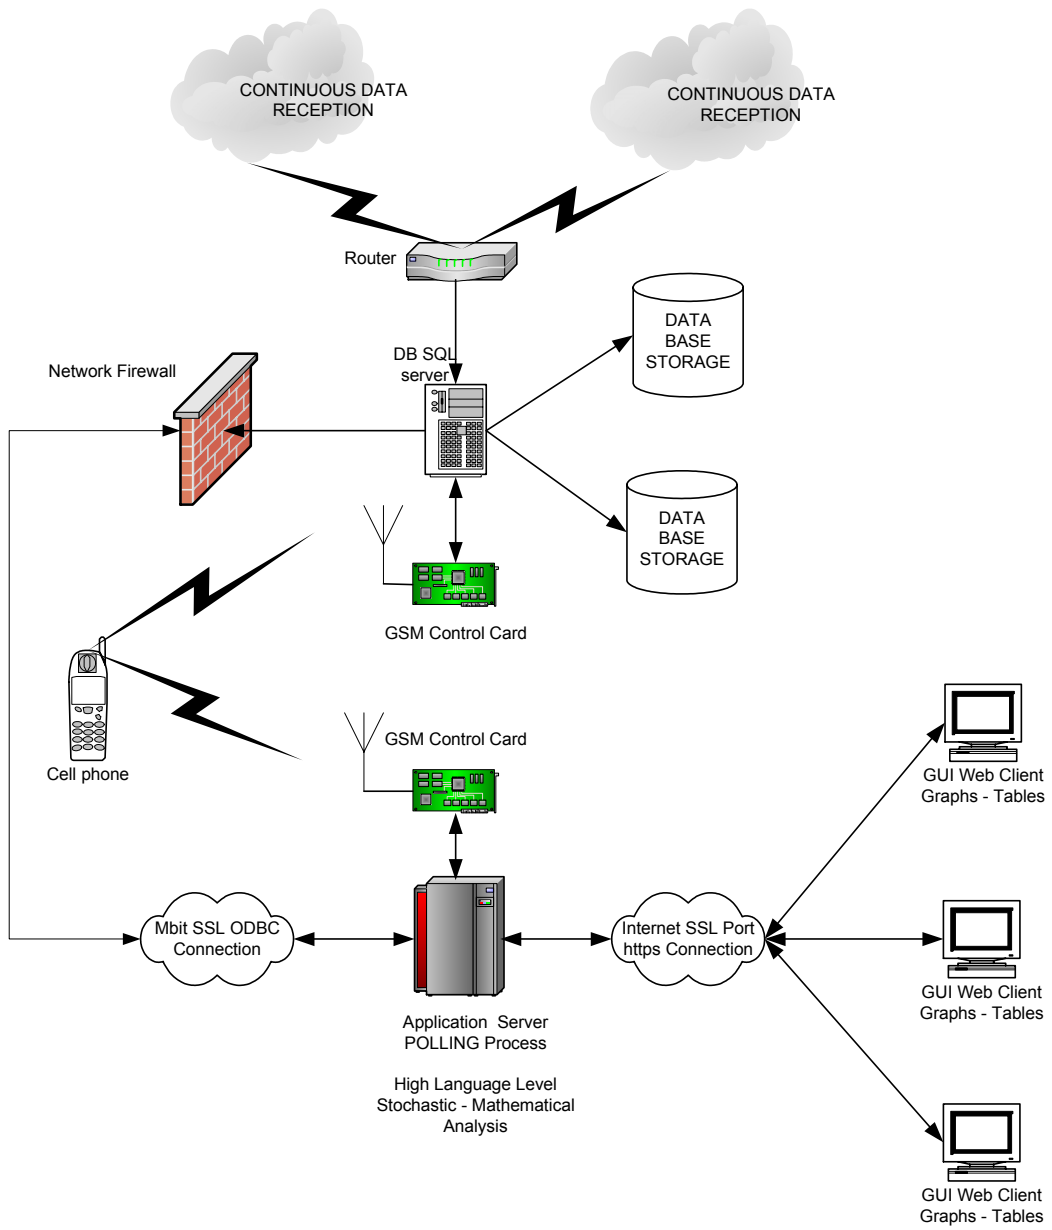 CONTINUOUS DATA
RECEPTION
CONTINUOUS DATA
RECEPTION
Router
DATA
BASE
STORAGE
DB SQL
server
Network Firewall
DATA
BASE
STORAGE
GSM Control Card
GSM Control Card
Cell phone
GUI Web Client
Graphs - Tables
Mbit SSL ODBC
Connection
Internet SSL Port
https Connection
GUI Web Client
Graphs - Tables
Application Server
POLLING Process
High Language Level
Stochastic - Mathematical
Analysis
GUI Web Client
Graphs - Tables